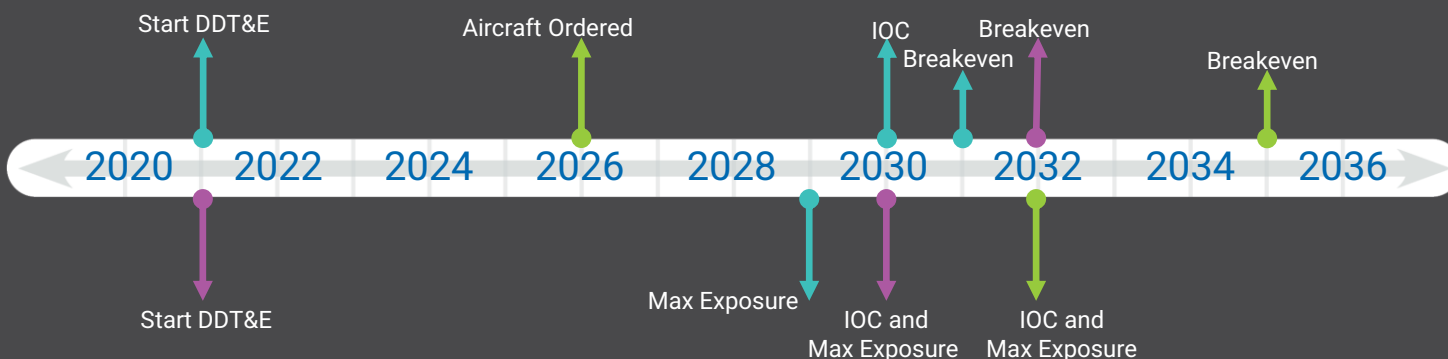 Start DDT&E
Aircraft Ordered
IOC
Breakeven
Breakeven
Breakeven
2020 2022 2024 2026 2028 2030 2032 2034 2036
Max Exposure
Start DDT&E
IOC and
Max Exposure
IOC and
Max Exposure